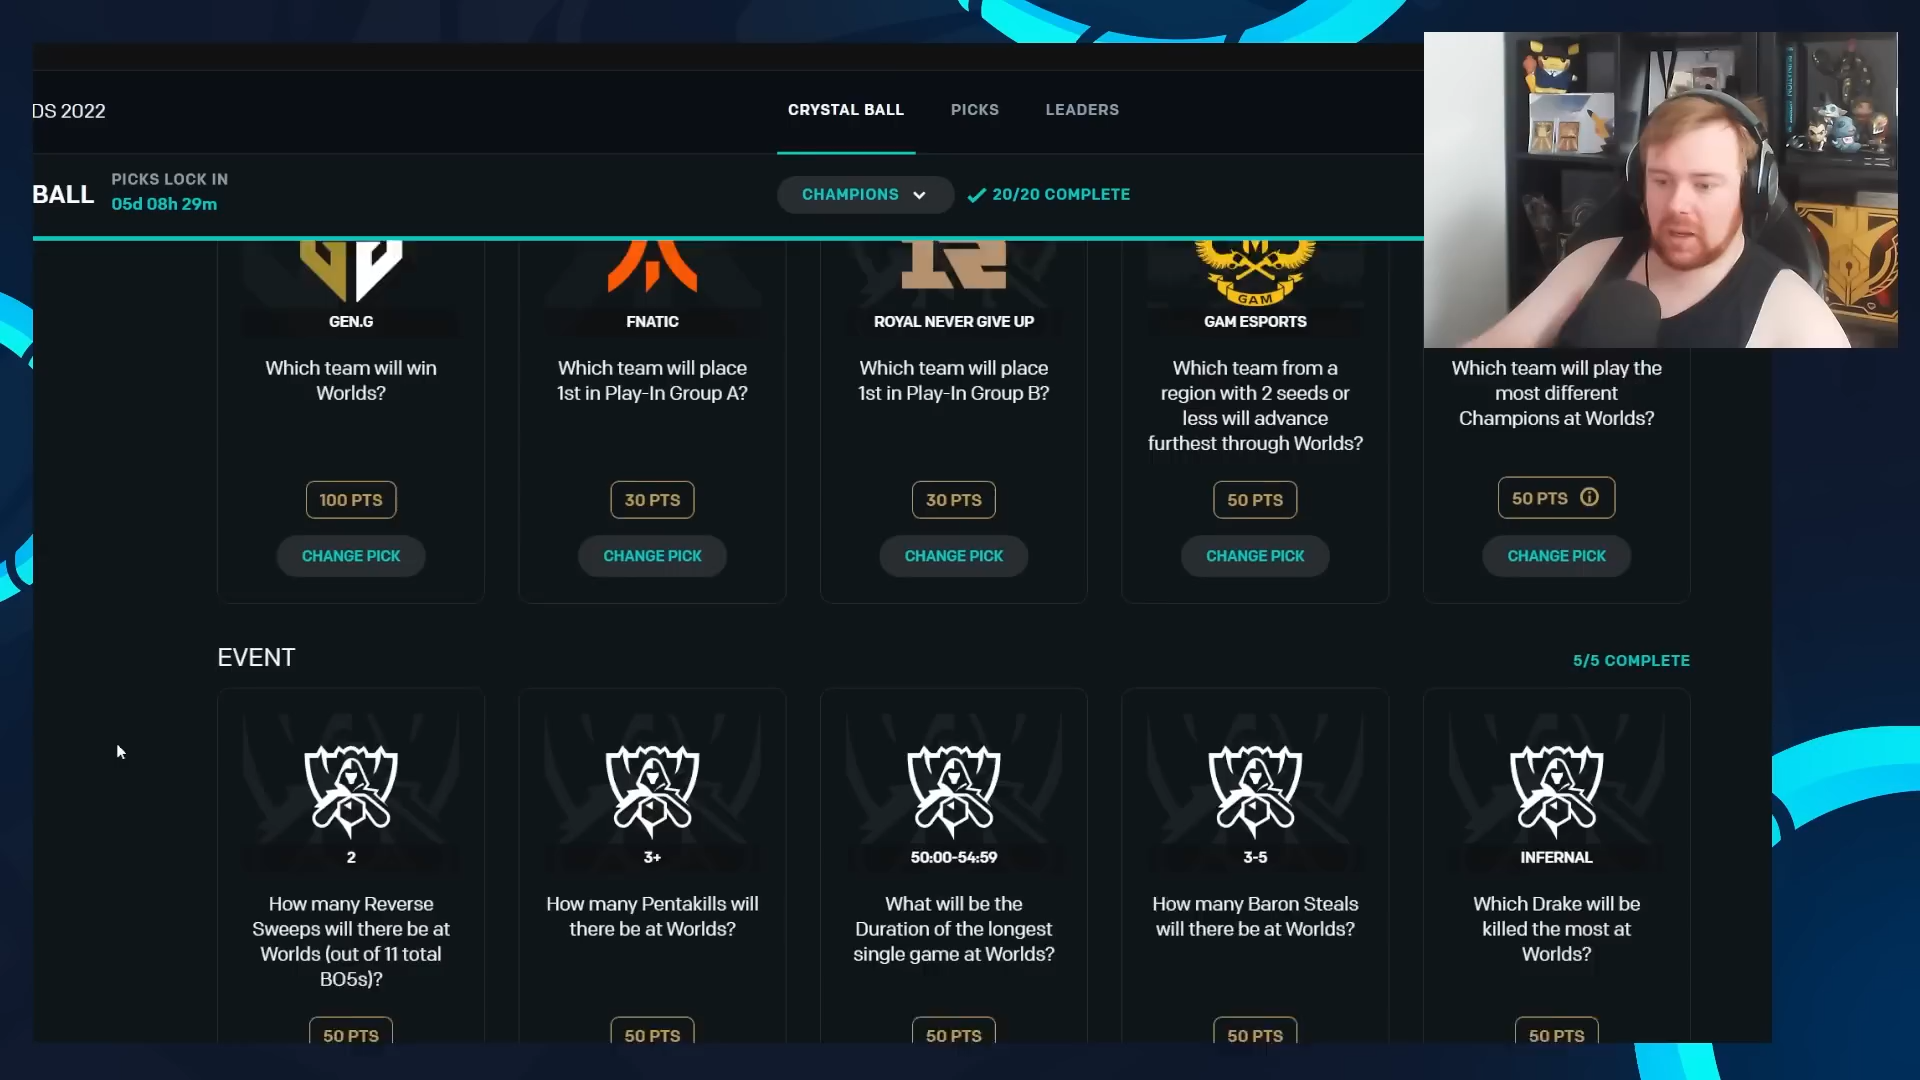 DS 2022
CRYSTAL BALL
PICKS
LEADERS
BALL
PICKS LOCK IN
05d 08h 29m
CHAMPIONS
20/20 COMPLETE
GEN.G
Which team will win
Worlds?
100 PTS
CHANGE PICK
FNATIC
Which team will place
1st in Play-In Group A?
30 PTS
CHANGE PICK
ROYAL NEVER GIVE UP
Which team will place
1st in Play-In Group B?
30 PTS
CHANGE PICK
GAM
GAM ESPORTS
Which team from a
region with 2 seeds or
less will advance
furthest through Worlds?
50 PTS
CHANGE PICK
Which team will play the
most different
Champions at Worlds?
50 PTS
CHANGE PICK
EVENT
5/5 COMPLETE
2
How many Reverse
Sweeps will there be at
Worlds (out of 11 total
BO5s)?
50 PTS
3+
How many Pentakills will
there be at Worlds?
50 PTS
50:00-54:59
What will be the
Duration of the longest
single game at Worlds?
50 PTS
3-5
How many Baron Steals
will there be at Worlds?
50 PTS
INFERNAL
Which Drake will be
killed the most at
Worlds?
50 PTS